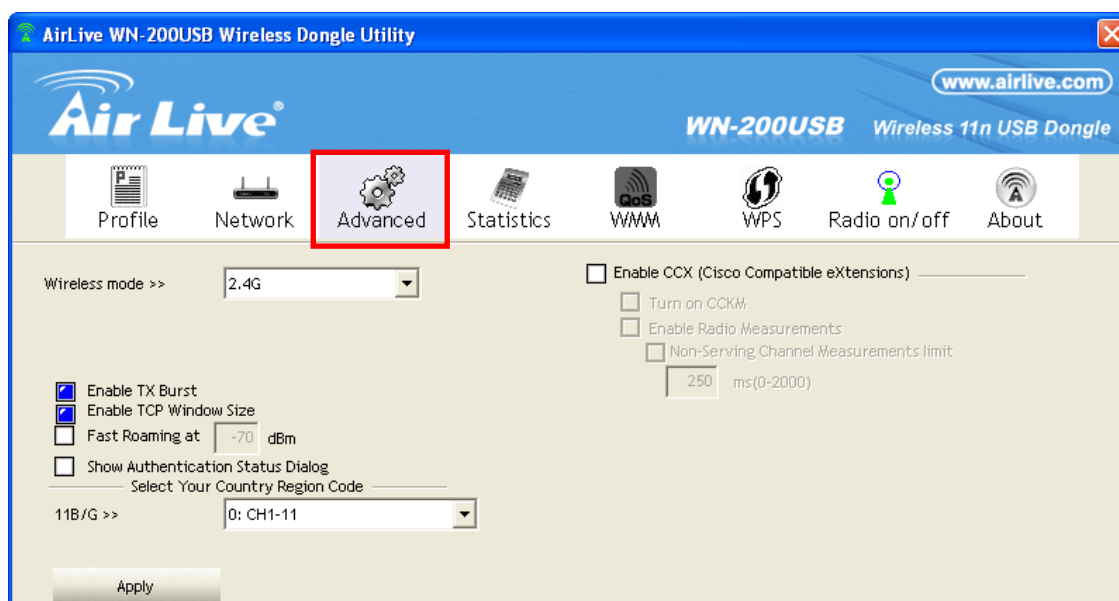 AirLive WN-200USB Wireless Dongle Utility
www.airlive.com
Air Live®
WN-200USB Wireless 11n USB Dongle
Profile Network Advanced Statistics QoS WMM WPS Radio on/off About
Wireless mode >> 2.4G
Enable CCX (Cisco Compatible eXtensions)
Turn on CCKM
Enable Radio Measurements
Non-Serving Channel Measurements limit
250 ms(0-2000)
Enable TX Burst
Enable TCP Window Size
Fast Roaming at -70 dBm
Show Authentication Status Dialog
Select Your Country Region Code
11B/G >> 0: CH1-11
Apply